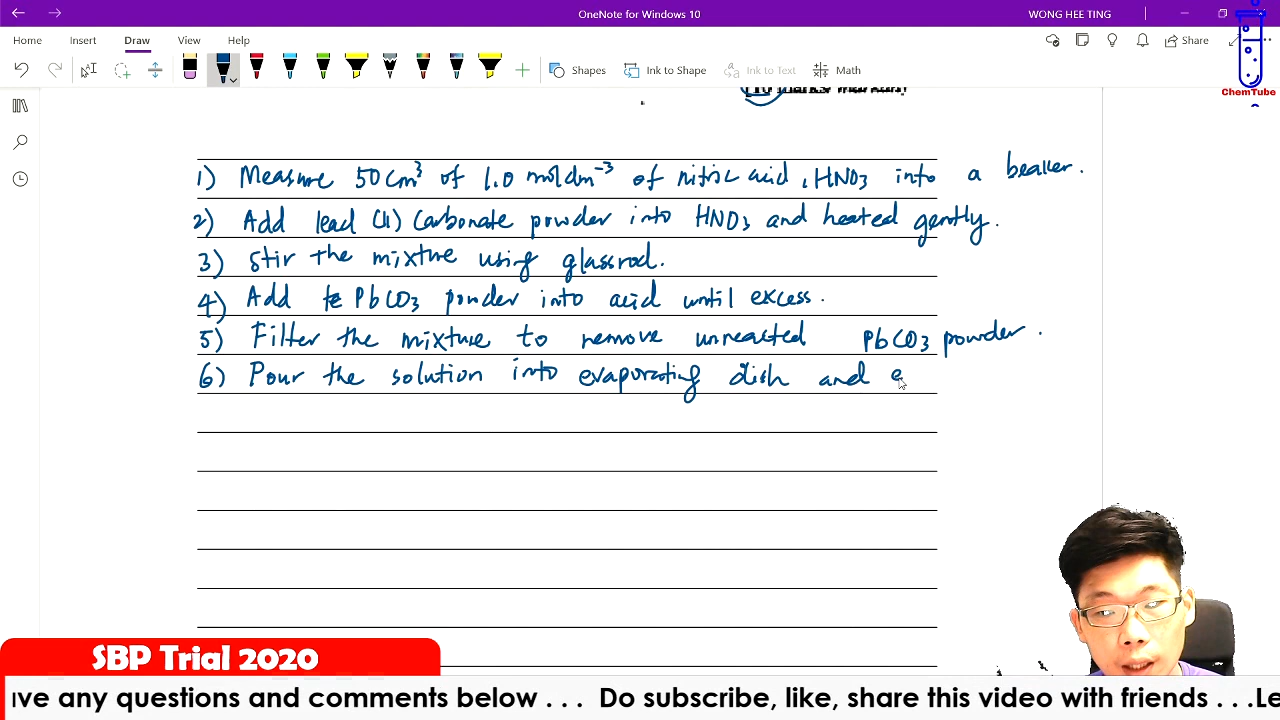 OneNote for Windows 10
WONG HEE TING
Home Insert Draw View Help
Share
Shapes Ink to Shape Ink to Text Math
ChemTube
1) Measure 50 cm³ of 1.0 mol dm⁻³ of nitric acid, HNO3 into a beaker.
2) Add lead (II) Carbonate powder into HNO3 and heated gently.
3) Stir the mixture using glassrod.
4) Add PbCO3 powder into acid until excess.
5) Filter the mixture to remove unreacted PbCO3 powder.
6) Pour the solution into evaporating dish and e
SBP Trial 2020
ve any questions and comments below . . . Do subscribe, like, share this video with friends . . .Le